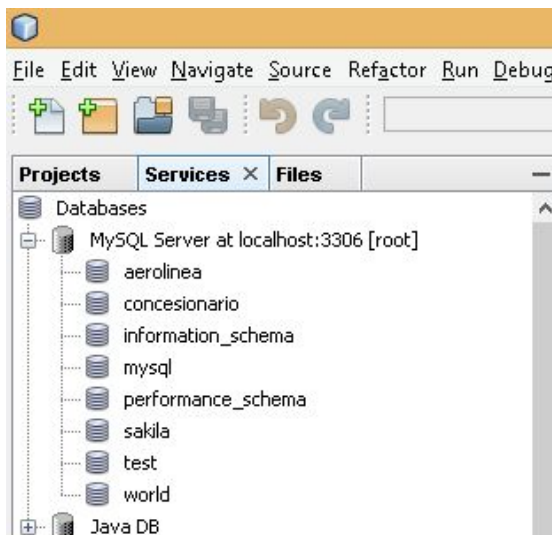 File Edit View Navigate Source Refactor Run Debug
Projects Services Files
Databases
MySQL Server at localhost:3306 [root]
aerolinea
concesionario
information_schema
mysql
performance_schema
sakila
test
world
Java DB